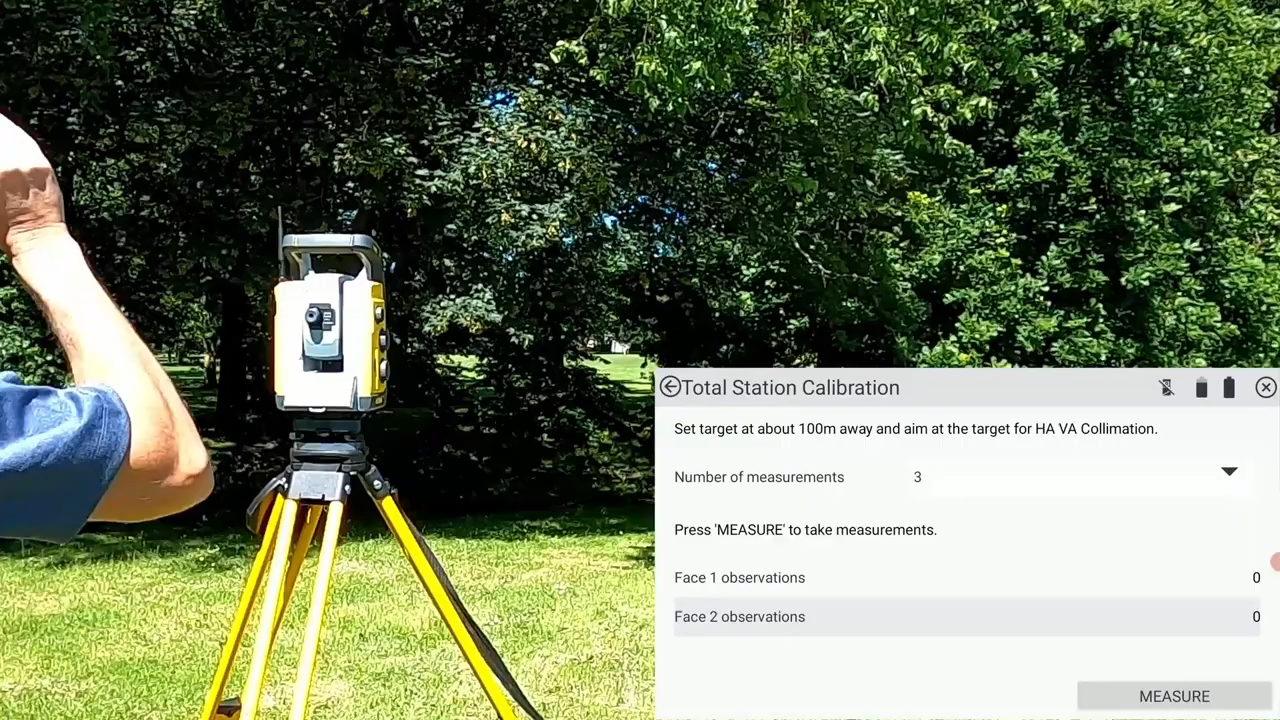 Total Station Calibration
Set target at about 100m away and aim at the target for HA VA Collimation.
Number of measurements 3
Press 'MEASURE' to take measurements.
Face 1 observations 0
Face 2 observations 0
MEASURE